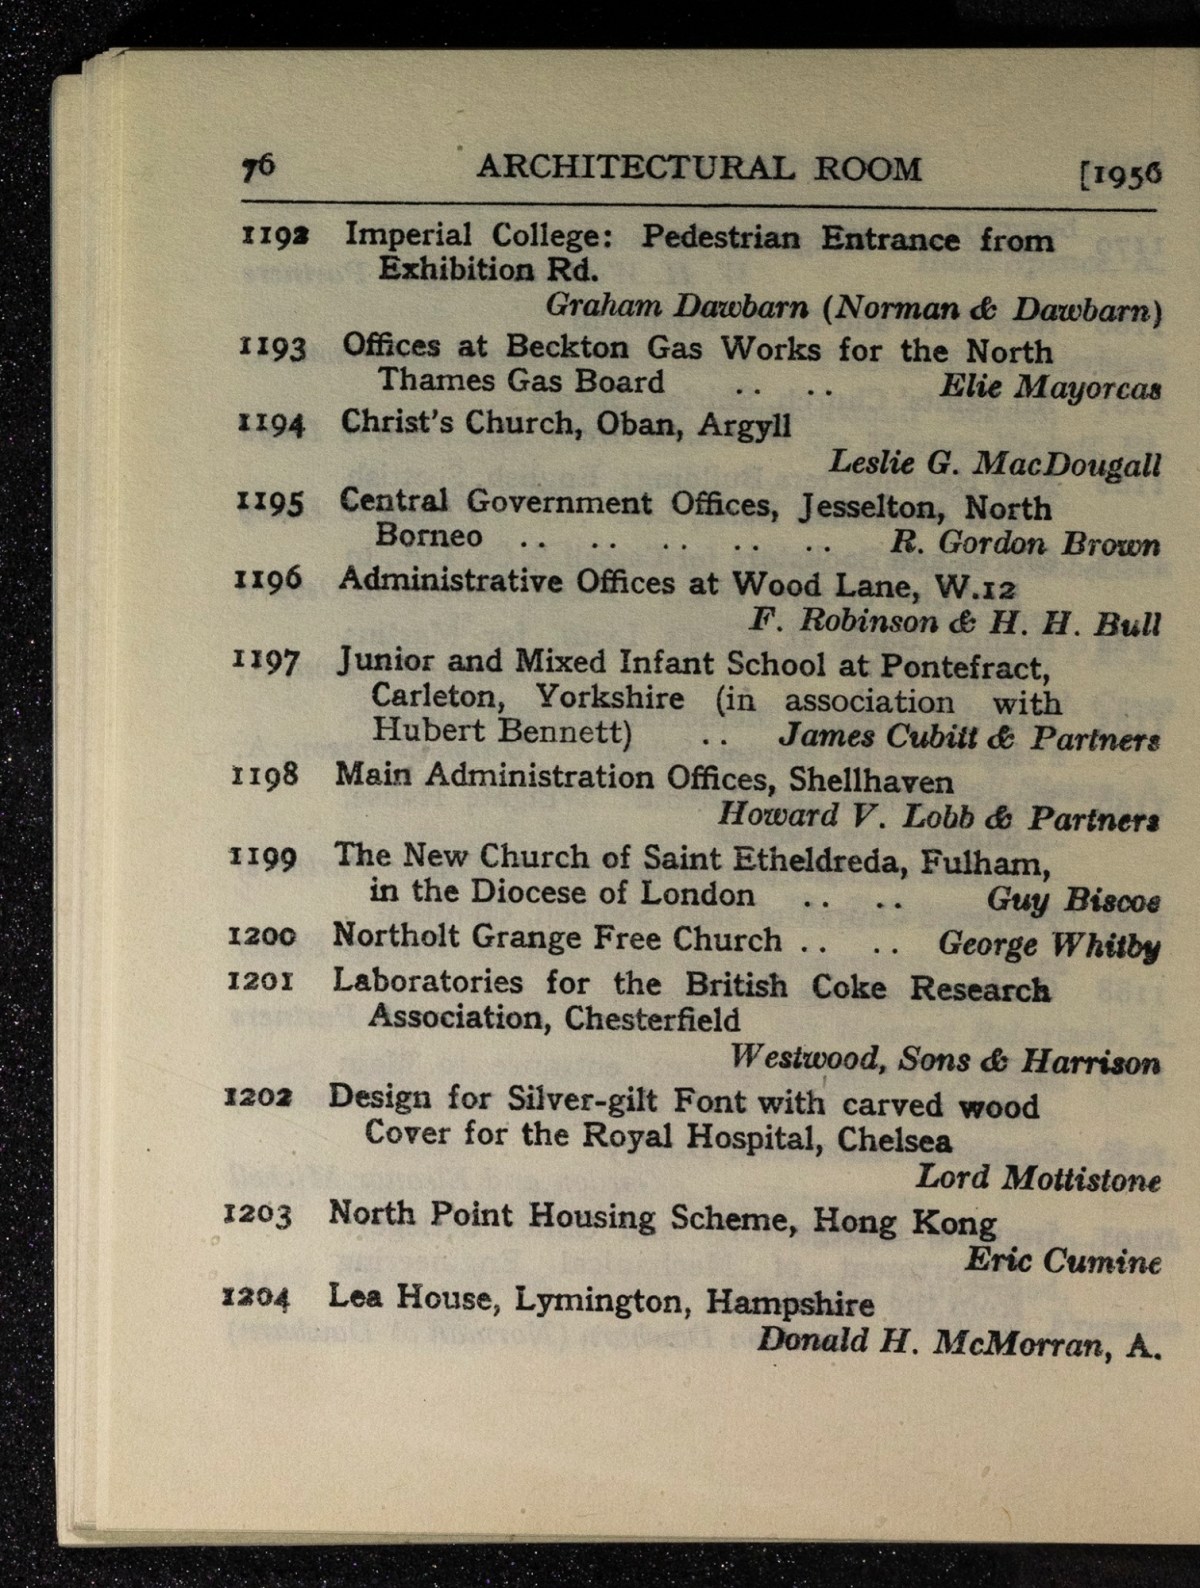 76 ARCHITECTURAL ROOM [1956
1192 Imperial College: Pedestrian Entrance from
Exhibition Rd.
Graham Dawbarn (Norman & Dawbarn)
1193 Offices at Beckton Gas Works for the North
Thames Gas Board .. .. Elie Mayorcas
1194 Christ's Church, Oban, Argyll
Leslie G. MacDougall
1195 Central Government Offices, Jesselton, North
Borneo .. .. .. .. .. R. Gordon Brown
1196 Administrative Offices at Wood Lane, W.12
F. Robinson & H. H. Bull
1197 Junior and Mixed Infant School at Pontefract,
Carleton, Yorkshire (in association with
Hubert Bennett) .. James Cubitt & Partners
1198 Main Administration Offices, Shellhaven
Howard V. Lobb & Partners
1199 The New Church of Saint Etheldreda, Fulham,
in the Diocese of London .. .. Guy Biscoe
1200 Northolt Grange Free Church .. .. George Whitby
1201 Laboratories for the British Coke Research
Association, Chesterfield
Westwood, Sons & Harrison
1202 Design for Silver-gilt Font with carved wood
Cover for the Royal Hospital, Chelsea
Lord Mottistone
1203 North Point Housing Scheme, Hong Kong
Eric Cumine
1204 Lea House, Lymington, Hampshire
Donald H. McMorran, A.